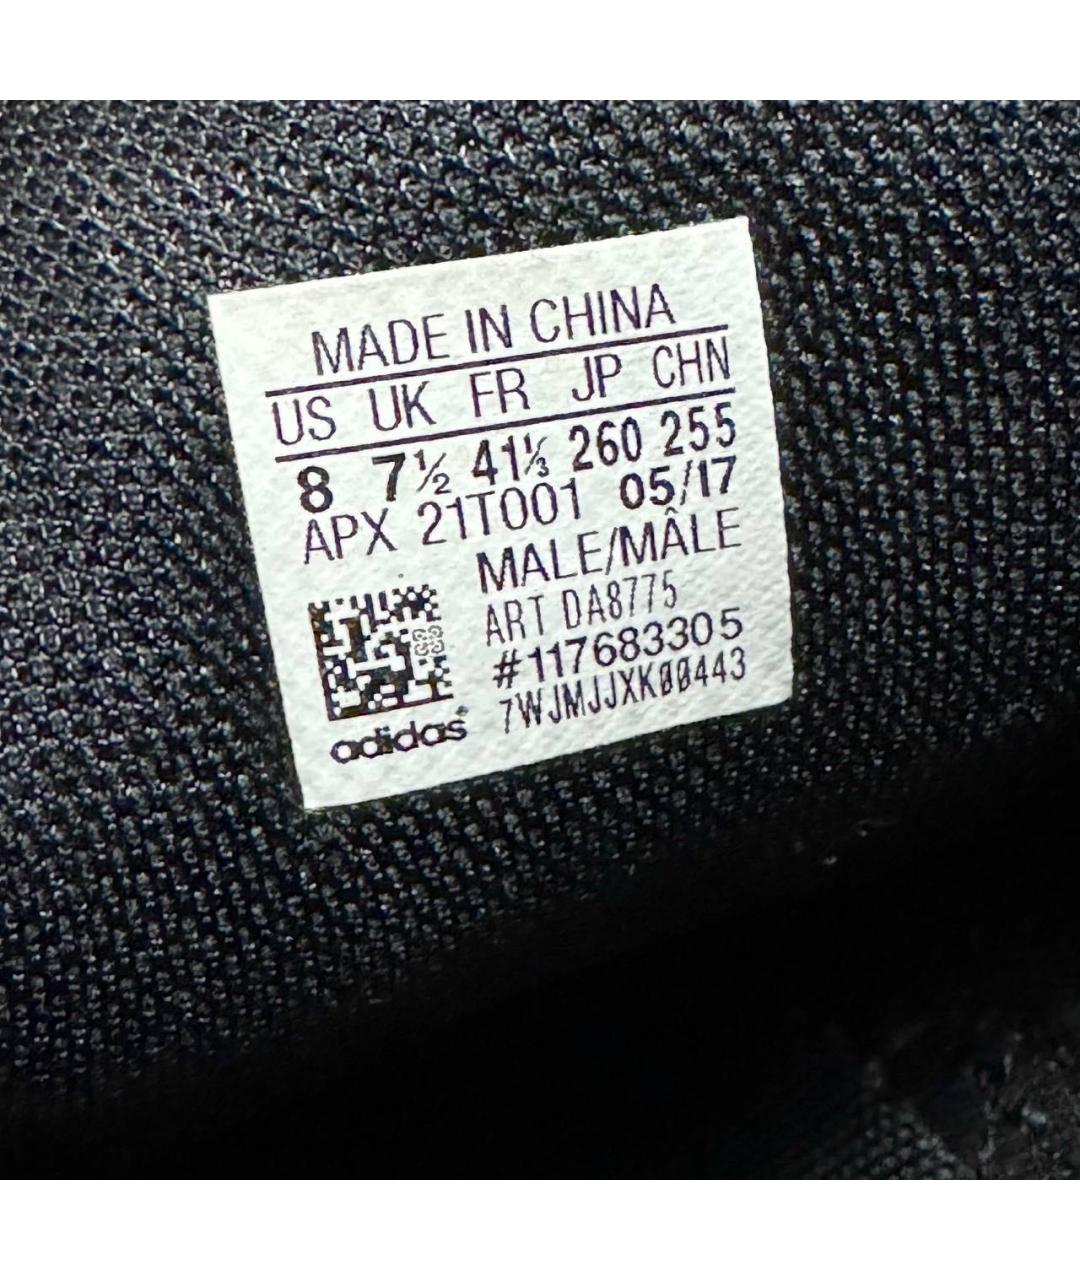 MADE IN CHINA
US UK FR JP CHN
8 7½ 41⅓ 260 255
APX 21T001 05/17
MALE/MÂLE
ART DA8775
#117683305
7WJMJJXK00443
adidas®